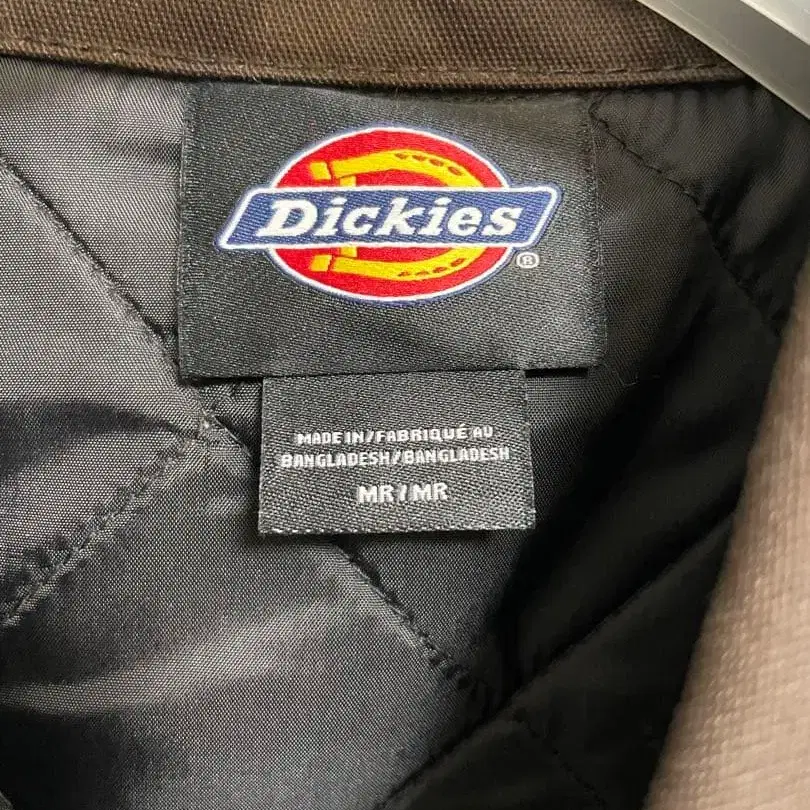 Dickies
®
MADE IN/FABRIQUÉ AU
BANGLADESH/BANGLADESH
MR/MR